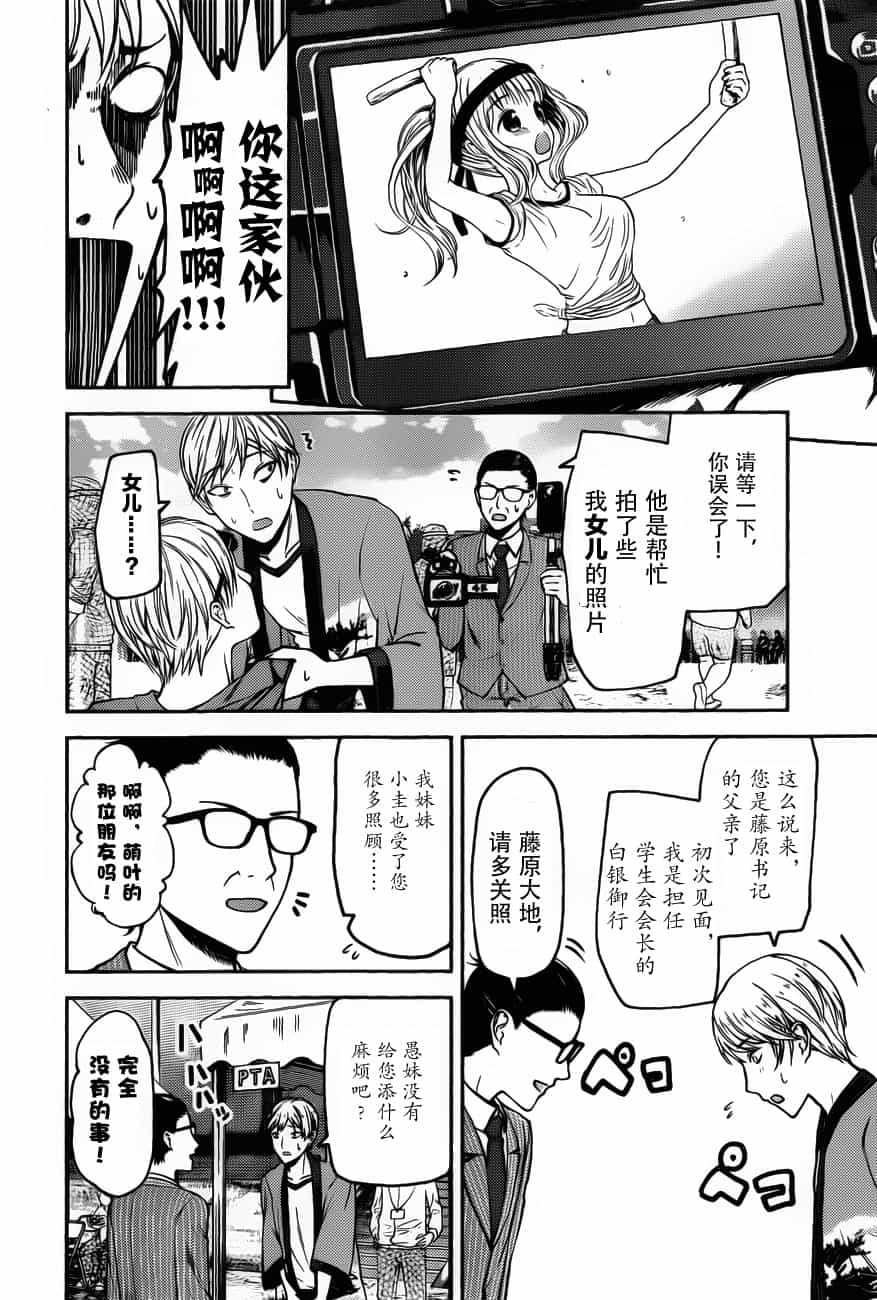 你这家伙
啊啊啊啊啊!!!
请等一下,
你误会了!
他是帮忙
拍了些
我女儿的照片
4K
女儿……?
这么说来,
您是藤原书记
的父亲了
初次见面,
我是担任
学生会会长的
白银御行
藤原大地,
请多关照
ペコ
ペコ
我妹妹
小圭也受了您
很多照顾……
啊啊,萌叶的
那位朋友吗!
愚妹没有
给您添什么
麻烦吧?
PTA
ハハハ
完全
没有的事!